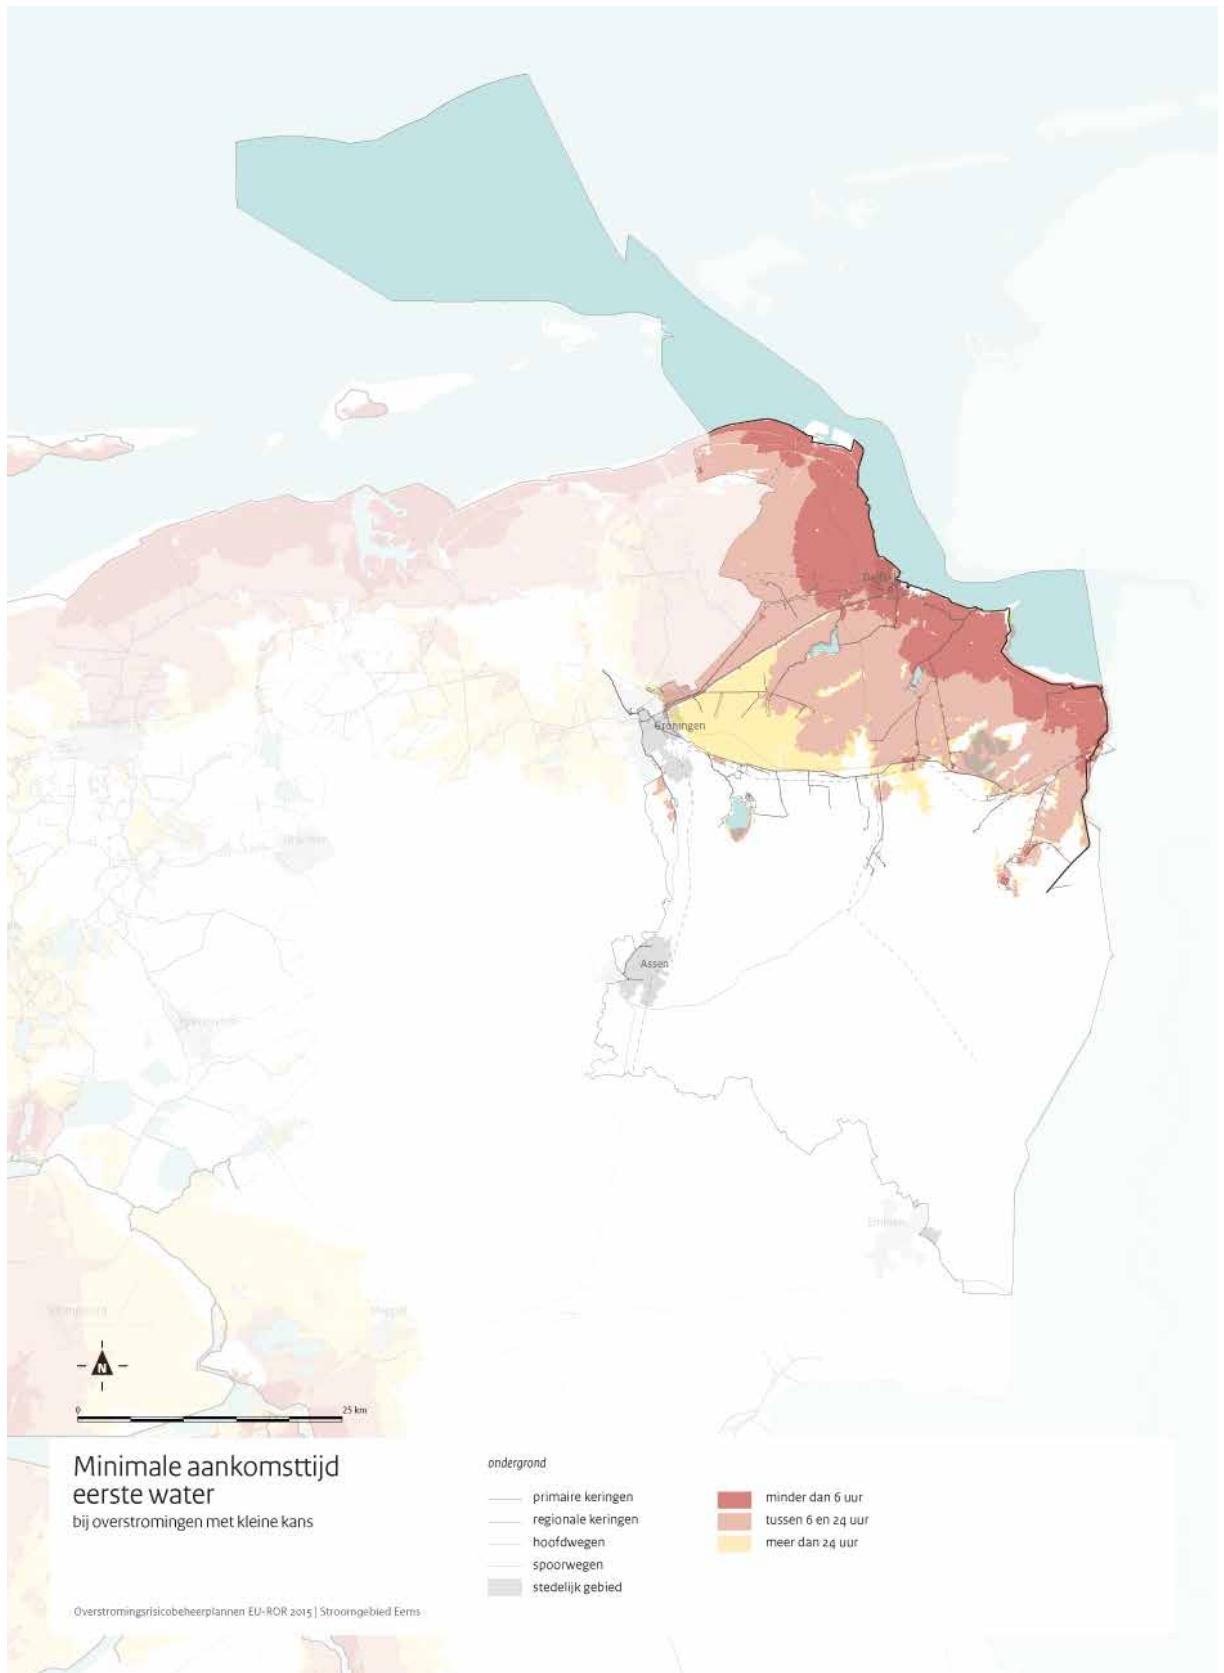 Delfzijl
Groningen
Drachten
Assen
Heerenveen
Emmen
Meppel
N
0
25 km
Minimale aankomsttijd
eerste water
bij overstromingen met kleine kans
ondergrond
primaire keringen
regionale keringen
hoofdwegen
spoorwegen
stedelijk gebied
minder dan 6 uur
tussen 6 en 24 uur
meer dan 24 uur
Overstromingsrisicobeheerplannen EU-ROR 2015 | Stroomgebied Eems